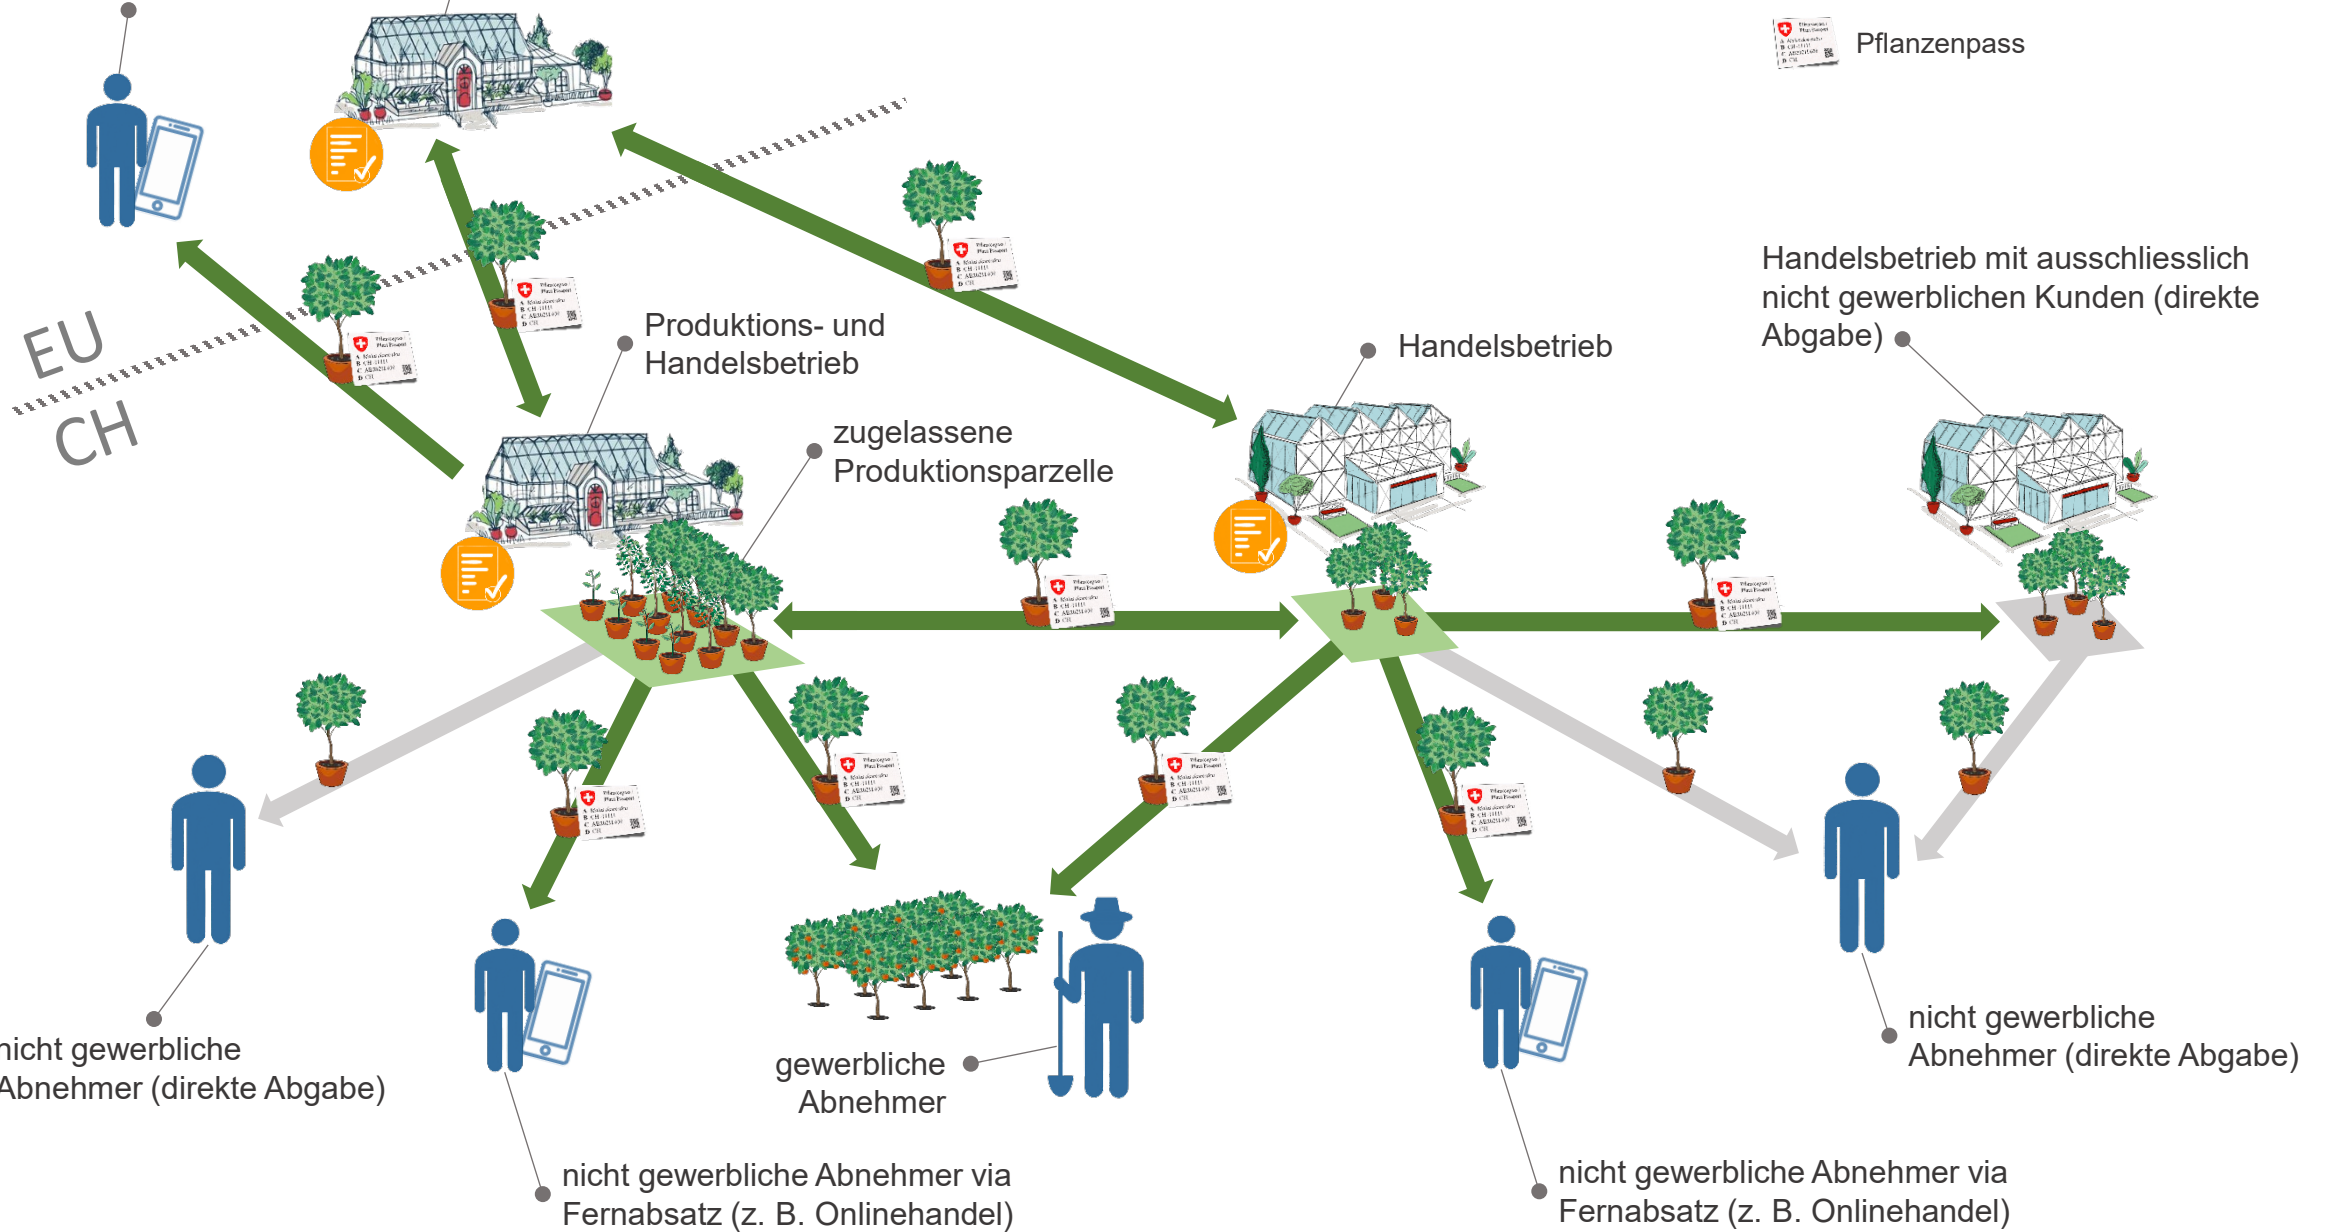 Pflanzenpass
EU
CH
Produktions- und
Handelsbetrieb
zugelassene
Produktionsparzelle
Handelsbetrieb
Handelsbetrieb mit ausschliesslich
nicht gewerblichen Kunden (direkte
Abgabe)
nicht gewerbliche
Abnehmer (direkte Abgabe)
nicht gewerbliche Abnehmer via
Fernabsatz (z. B. Onlinehandel)
gewerbliche
Abnehmer
nicht gewerbliche Abnehmer via
Fernabsatz (z. B. Onlinehandel)
nicht gewerbliche
Abnehmer (direkte Abgabe)